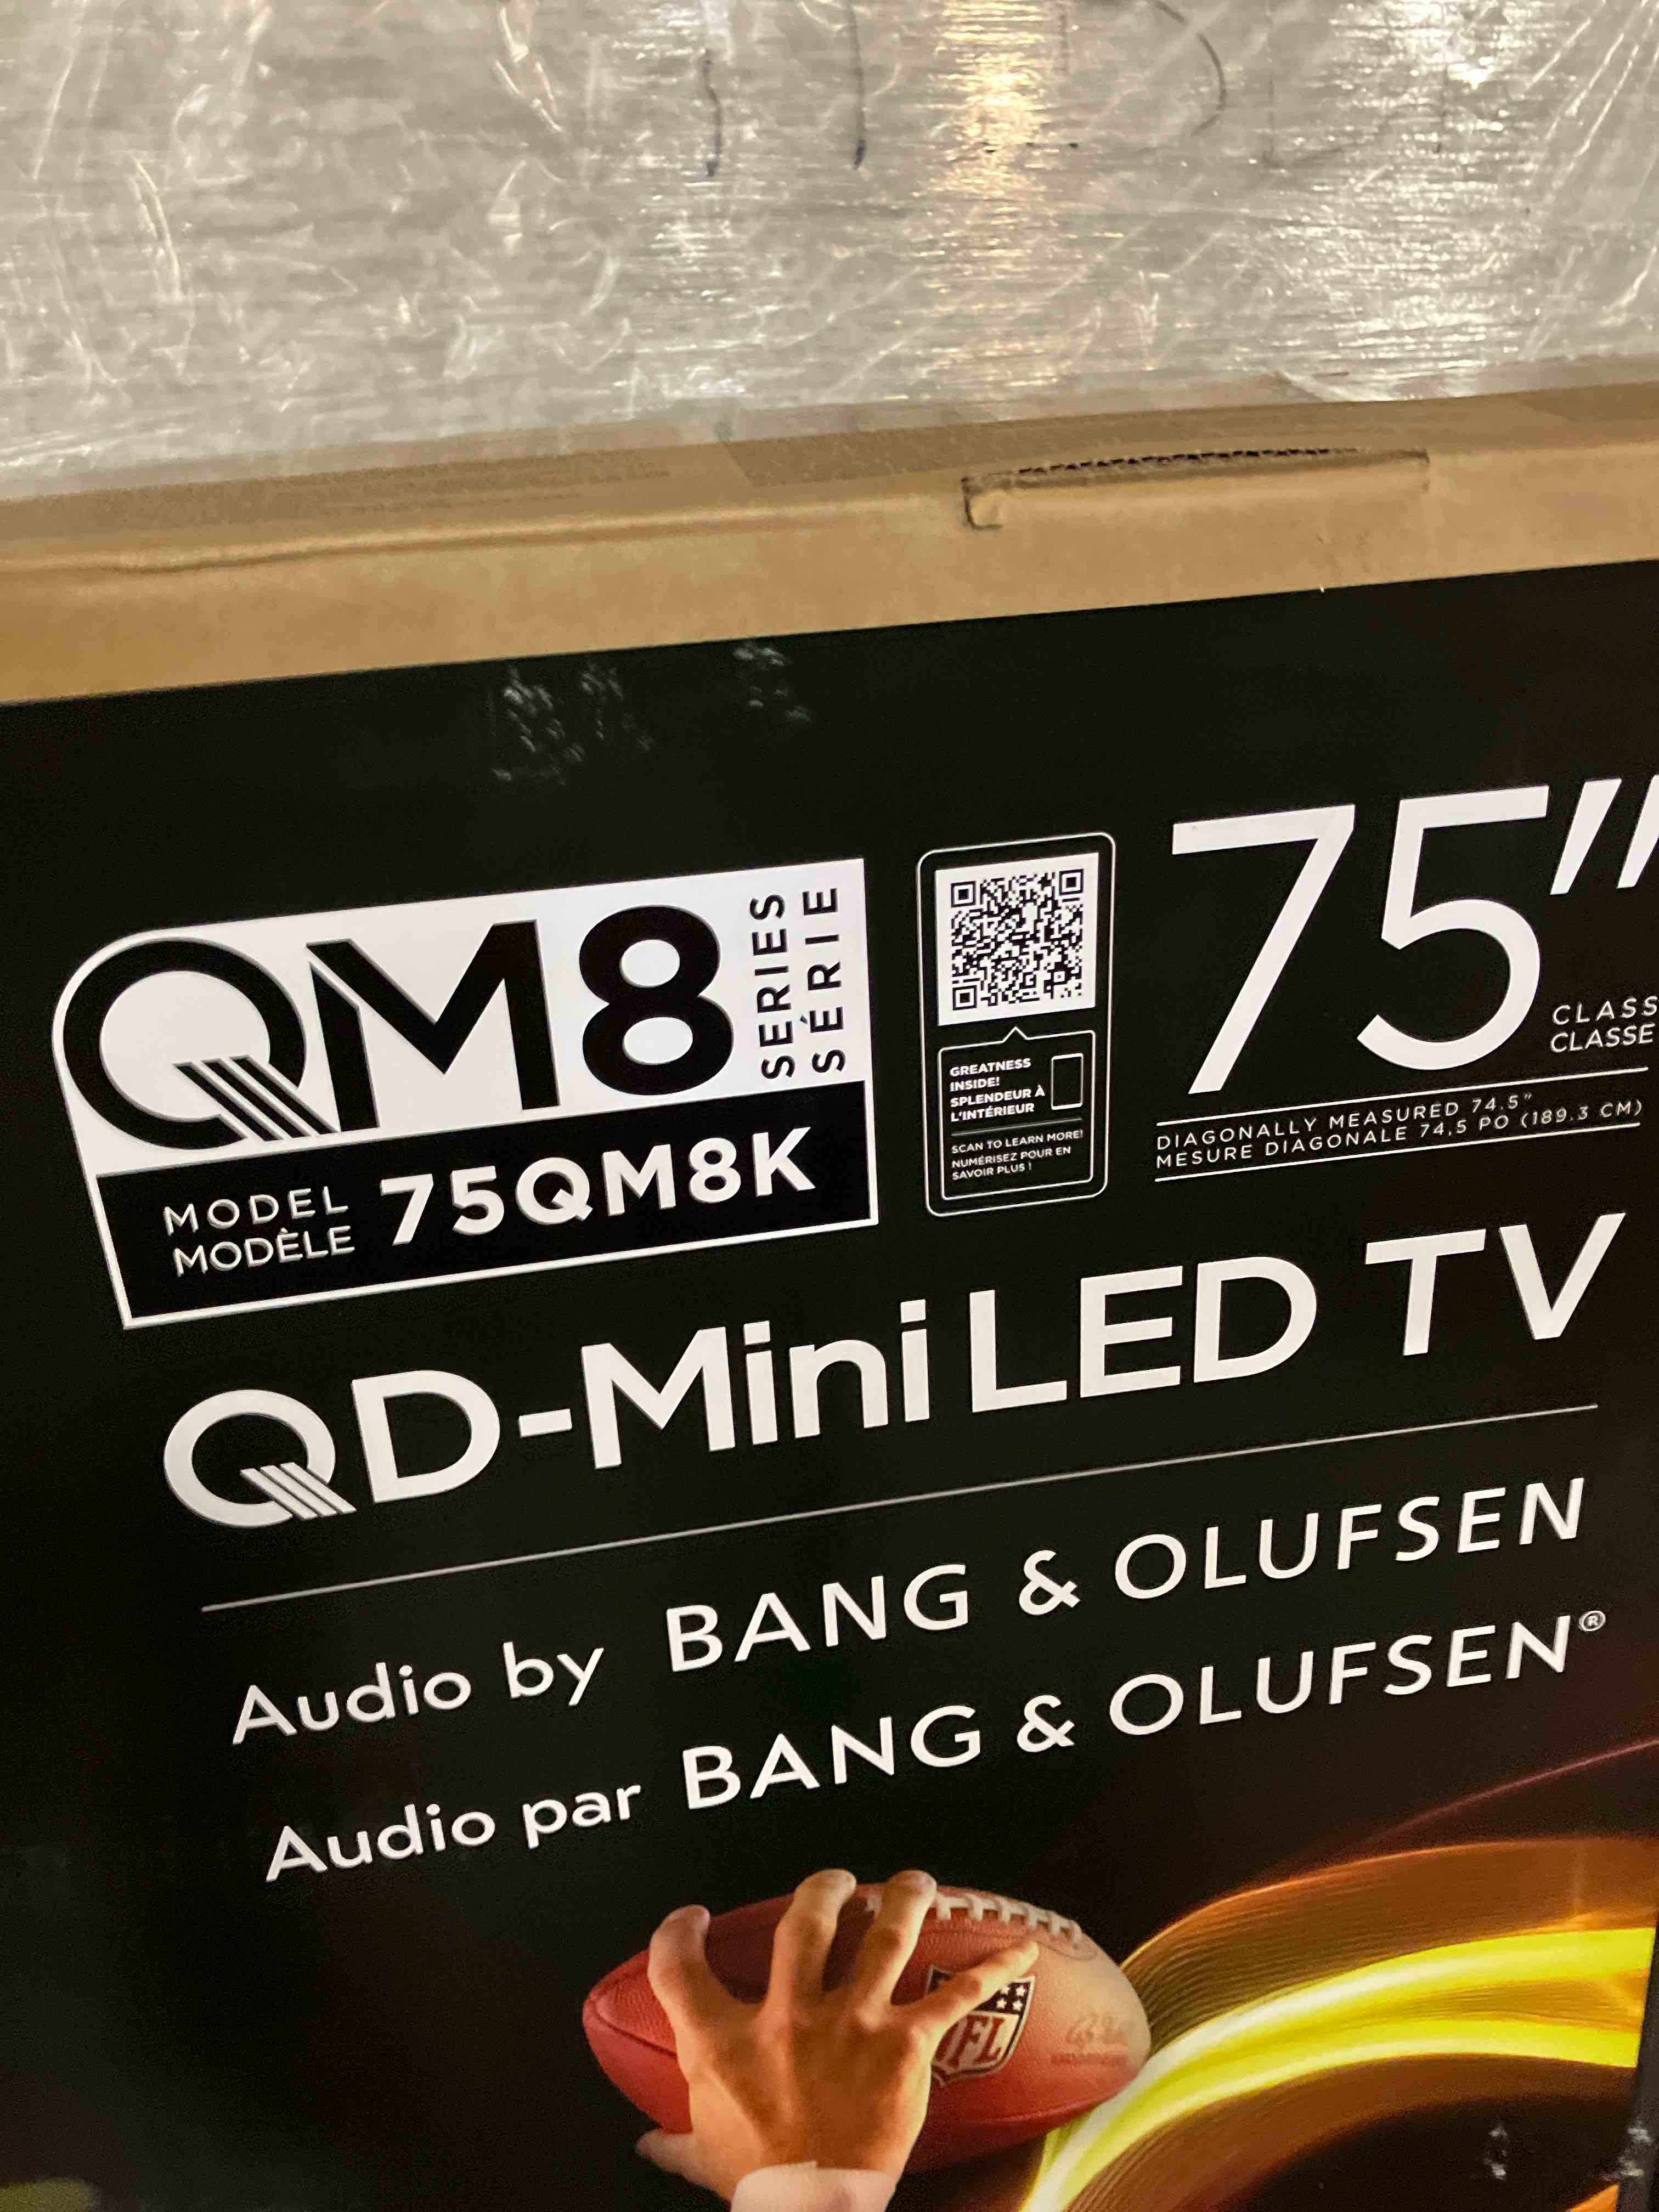 QM8
SERIES
SÉRIE
MODEL
MODÈLE
75QM8K
GREATNESS
INSIDE!
SPLENDEUR À
L'INTÉRIEUR
SCAN TO LEARN MORE!
NUMÉRISEZ POUR EN
SAVOIR PLUS !
75"
CLASS
CLASSE
DIAGONALLY MEASURED 74.5"
MESURE DIAGONALE 74,5 PO (189.3 CM)
QD-Mini LED TV
Audio by BANG & OLUFSEN
Audio par BANG & OLUFSEN®
NFL